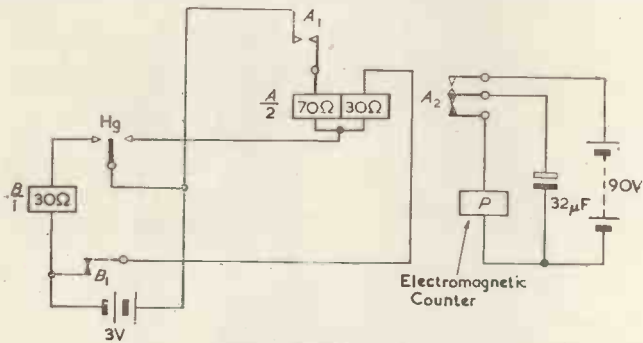 A₁
A
2
70Ω 30Ω
Hg
B
1
30Ω
B₁
3V
A₂
P
32μF
90V
Electromagnetic
Counter